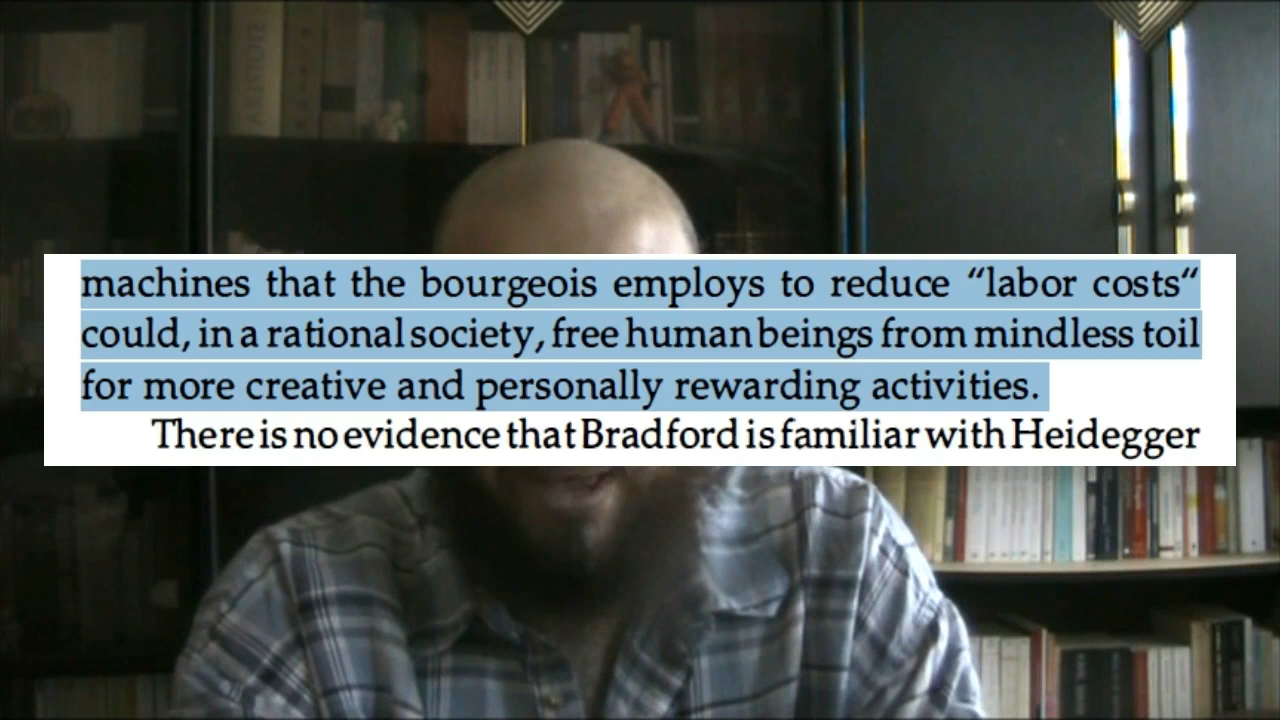 ARISTOTE
machines that the bourgeois employs to reduce “labor costs“
could, in a rational society, free human beings from mindless toil
for more creative and personally rewarding activities.
There is no evidence that Bradford is familiar with Heidegger